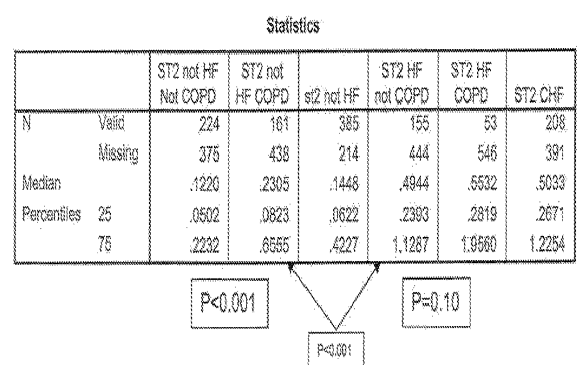 Statistics
ST2 not HF Not COPD ST2 not HF COPD st2 not HF ST2 HF not COPD ST2 HF COPD ST2 CHF
N Valid 224 161 385 155 53 208
Missing 375 438 214 444 546 391
Median .1220 .2305 .1448 .4944 .5532 .5033
Percentiles 25 .0502 .0823 .0622 .2393 .2819 .2671
75 .2232 .6555 .4227 1.1287 1.9560 1.2254
P<0.001 P=0.10
P<0.001